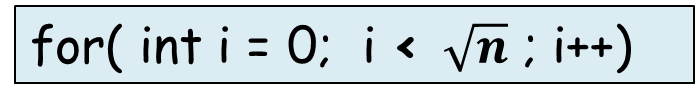 for( int i = 0; i < √n ; i++)